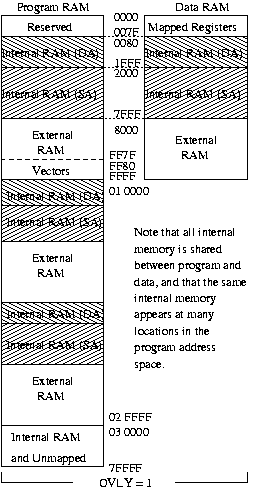 Program RAM
Data RAM
0000
Reserved
Mapped Registers
007F
0080
Internal RAM (DA)
Internal RAM (DA)
1FFF
2000
Internal RAM (SA)
Internal RAM (SA)
7FFF
8000
External
RAM
External
RAM
FF7F
FF80
Vectors
FFFF
01 0000
Internal RAM (DA)
Internal RAM (SA)
Note that all internal
memory is shared
between program and
data, and that the same
internal memory
appears at many
locations in the
program address
space.
External
RAM
Internal RAM (DA)
Internal RAM (SA)
External
RAM
02 FFFF
03 0000
Internal RAM
and Unmapped
7FFFF
OVLY = 1